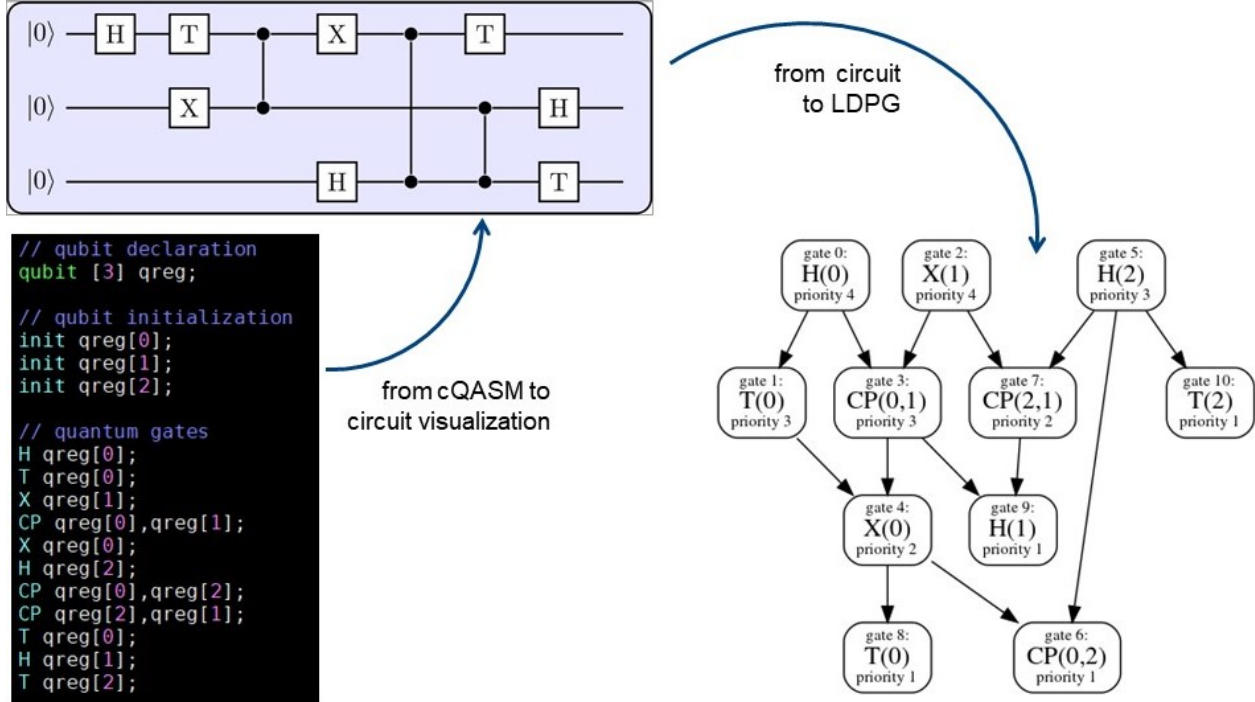 |0⟩ H T X T
|0⟩ X H
|0⟩ H T
from circuit
to LDPG
// qubit declaration
qubit [3] qreg;
// qubit initialization
init qreg[0];
init qreg[1];
init qreg[2];
// quantum gates
H qreg[0];
T qreg[0];
X qreg[1];
CP qreg[0],qreg[1];
X qreg[0];
H qreg[2];
CP qreg[0],qreg[2];
CP qreg[2],qreg[1];
T qreg[0];
H qreg[1];
T qreg[2];
from cQASM to
circuit visualization
gate 0:
H(0)
priority 4
gate 2:
X(1)
priority 4
gate 5:
H(2)
priority 3
gate 1:
T(0)
priority 3
gate 3:
CP(0,1)
priority 3
gate 7:
CP(2,1)
priority 2
gate 10:
T(2)
priority 1
gate 4:
X(0)
priority 2
gate 9:
H(1)
priority 1
gate 8:
T(0)
priority 1
gate 6:
CP(0,2)
priority 1